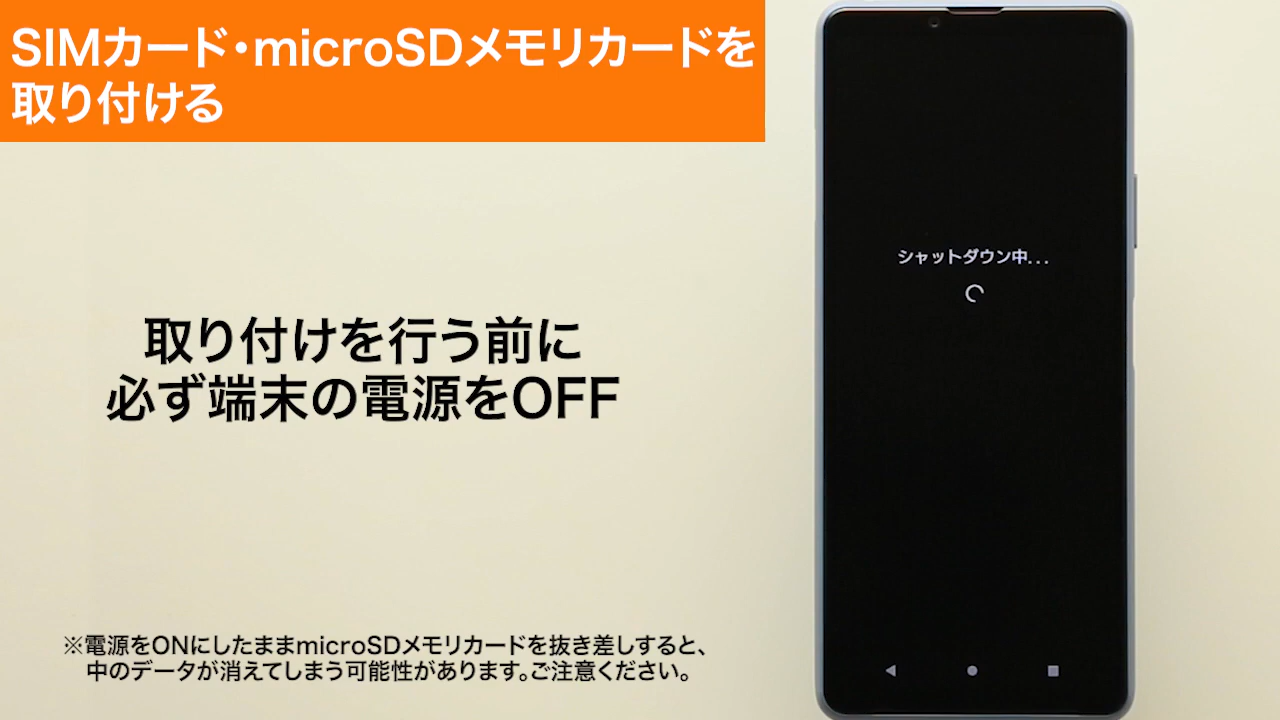 SIMカード・microSDメモリカードを
取り付ける
シャットダウン中...
取り付けを行う前に
必ず端末の電源をOFF
※電源をONにしたままmicroSDメモリカードを抜き差しすると、
中のデータが消えてしまう可能性があります。ご注意ください。